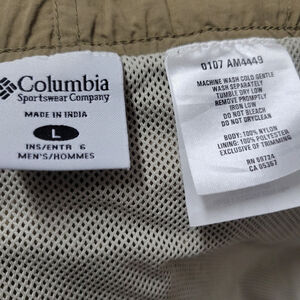 Columbia
Sportswear Company
MADE IN INDIA
L
INS/ENTR 6
MEN'S/HOMMES
0107 AM4449
MACHINE WASH COLD GENTLE
WASH SEPARATELY
TUMBLE DRY LOW
REMOVE PROMPTLY
IRON LOW
DO NOT BLEACH
DO NOT DRYCLEAN
BODY: 100% NYLON
LINING: 100% POLYESTER
EXCLUSIVE OF TRIMMING
RN 69724
CA 05367